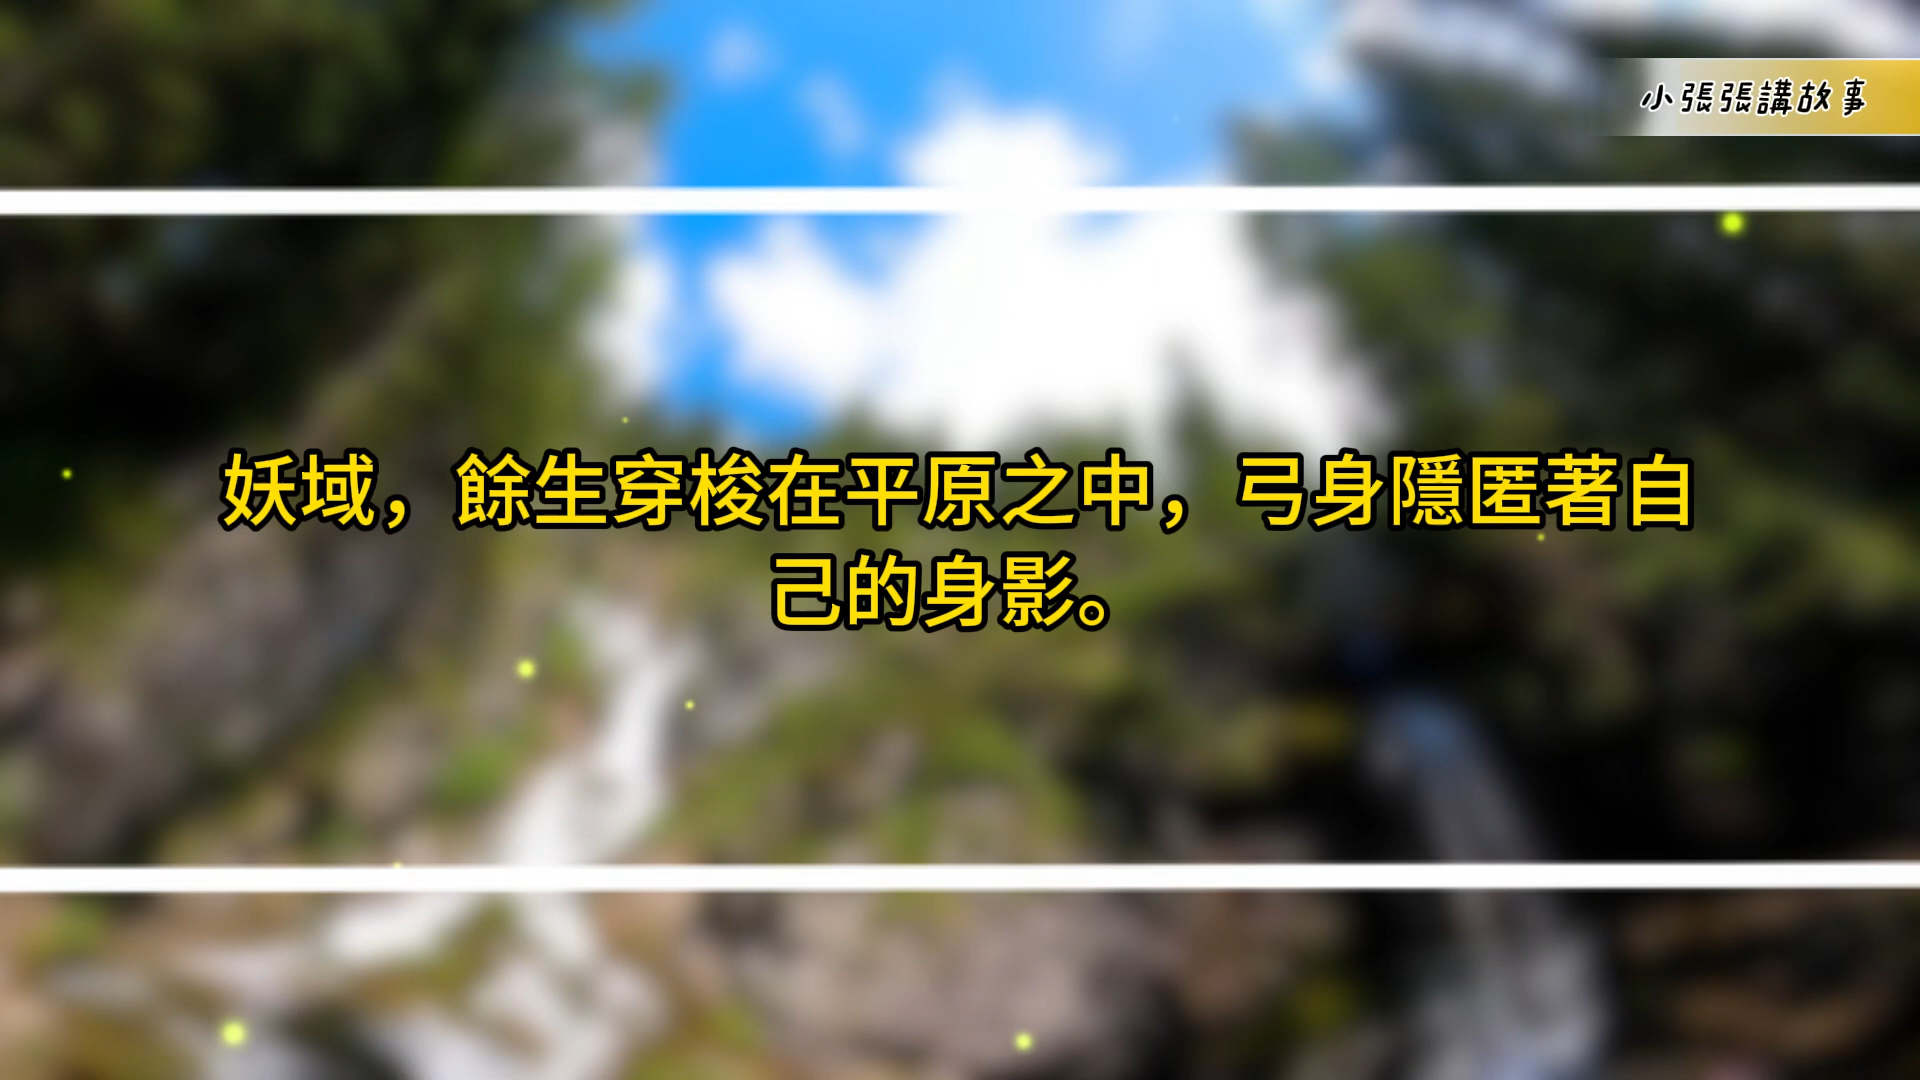 小張張講故事
妖域，餘生穿梭在平原之中，弓身隱匿著自
己的身影。